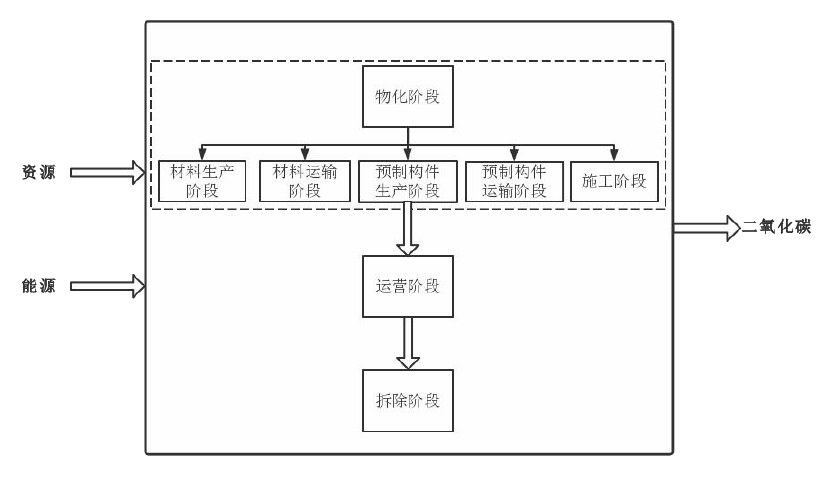 物化阶段
资源
材料生产
阶段
材料运输
阶段
预制构件
生产阶段
预制构件
运输阶段
施工阶段
二氧化碳
能源
运营阶段
拆除阶段